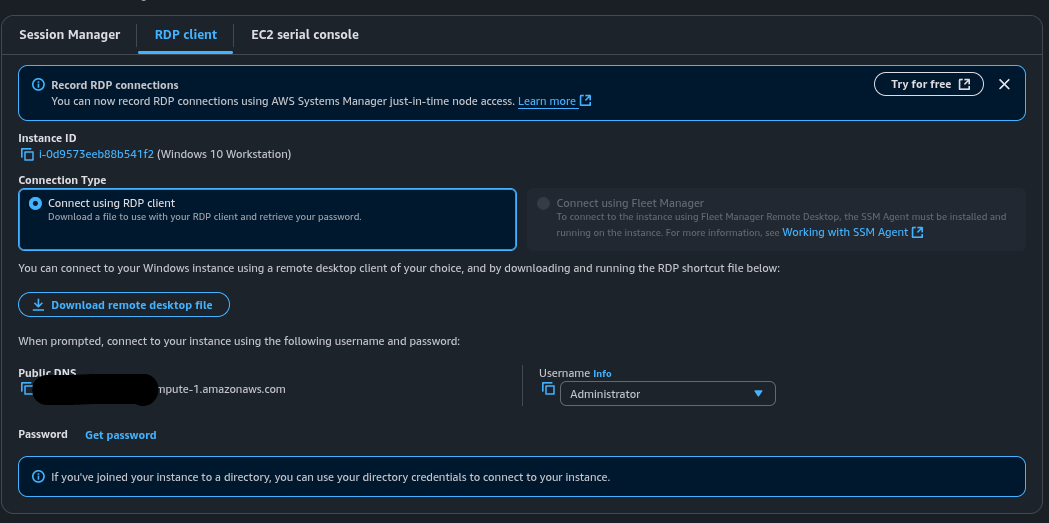 Session Manager
RDP client
EC2 serial console
Record RDP connections
You can now record RDP connections using AWS Systems Manager just-in-time node access. Learn more
Try for free
Instance ID
i-0d9573eeb88b541f2 (Windows 10 Workstation)
Connection Type
Connect using RDP client
Download a file to use with your RDP client and retrieve your password.
Connect using Fleet Manager
To connect to the instance using Fleet Manager Remote Desktop, the SSM Agent must be installed and
running on the instance. For more information, see Working with SSM Agent
You can connect to your Windows instance using a remote desktop client of your choice, and by downloading and running the RDP shortcut file below:
Download remote desktop file
When prompted, connect to your instance using the following username and password:
Public DNS
mpute-1.amazonaws.com
Username Info
Administrator
Password Get password
If you've joined your instance to a directory, you can use your directory credentials to connect to your instance.